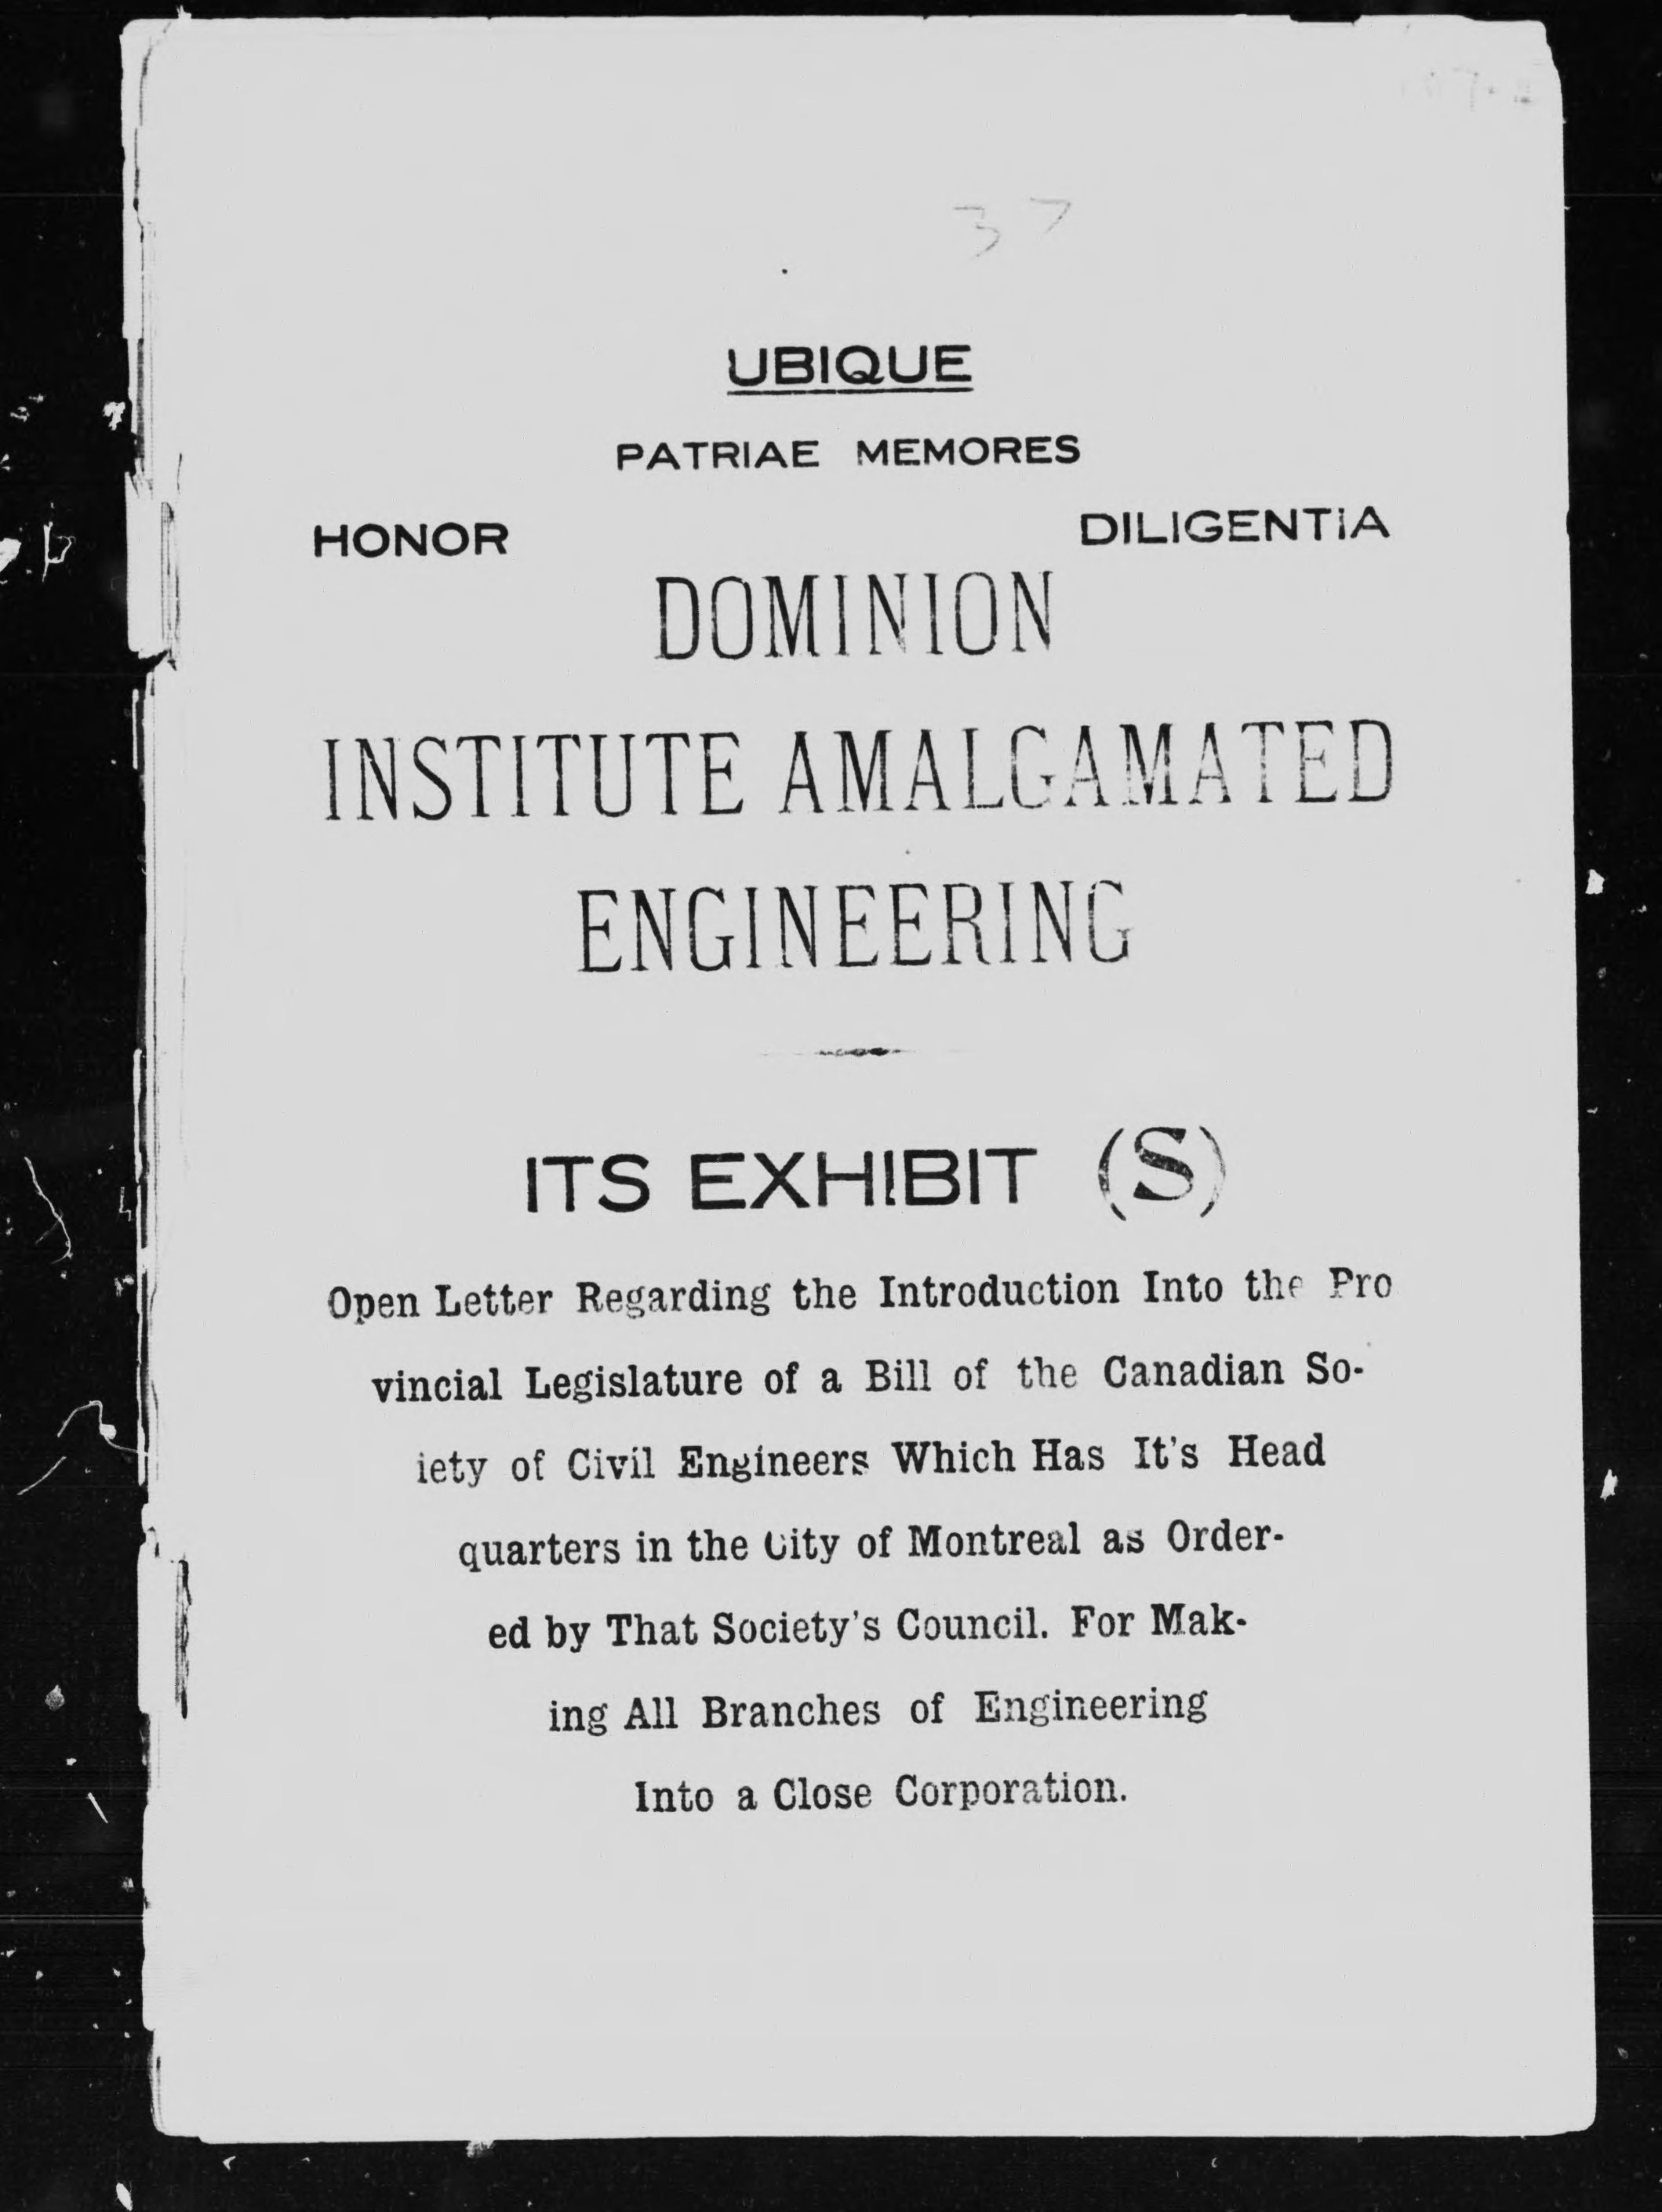 37
UBIQUE
PATRIAE MEMORES
HONOR DILIGENTIA
DOMINION
INSTITUTE AMALGAMATED
ENGINEERING
ITS EXHIBIT (S)
Open Letter Regarding the Introduction Into the Pro
vincial Legislature of a Bill of the Canadian So-
iety of Civil Engineers Which Has It's Head
quarters in the City of Montreal as Order-
ed by That Society's Council. For Mak-
ing All Branches of Engineering
Into a Close Corporation.